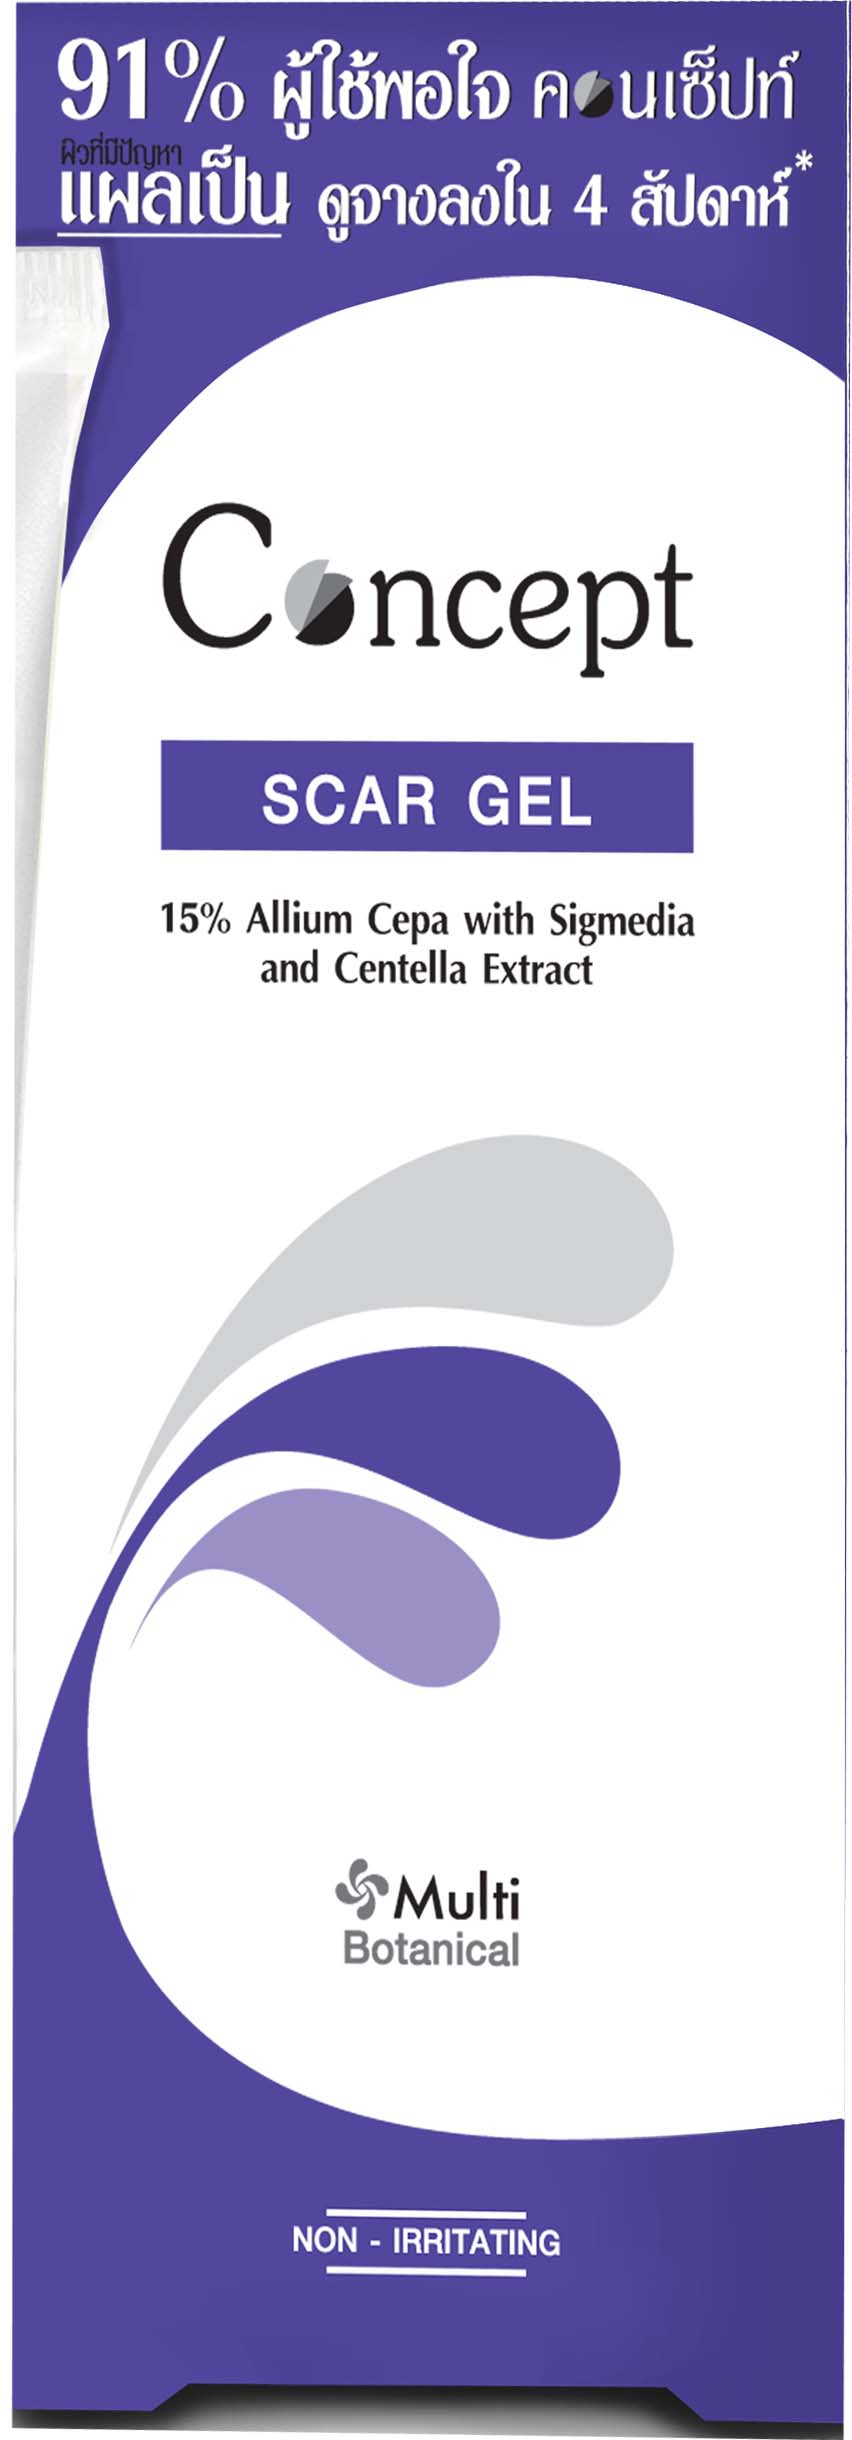 91% ผู้ใช้พอใจ คอนเซ็ปท์
ผิวที่มีปัญหา
แผลเป็น ดูจางลงใน 4 สัปดาห์*
Concept
SCAR GEL
15% Allium Cepa with Sigmedia
and Centella Extract
Multi
Botanical
NON - IRRITATING